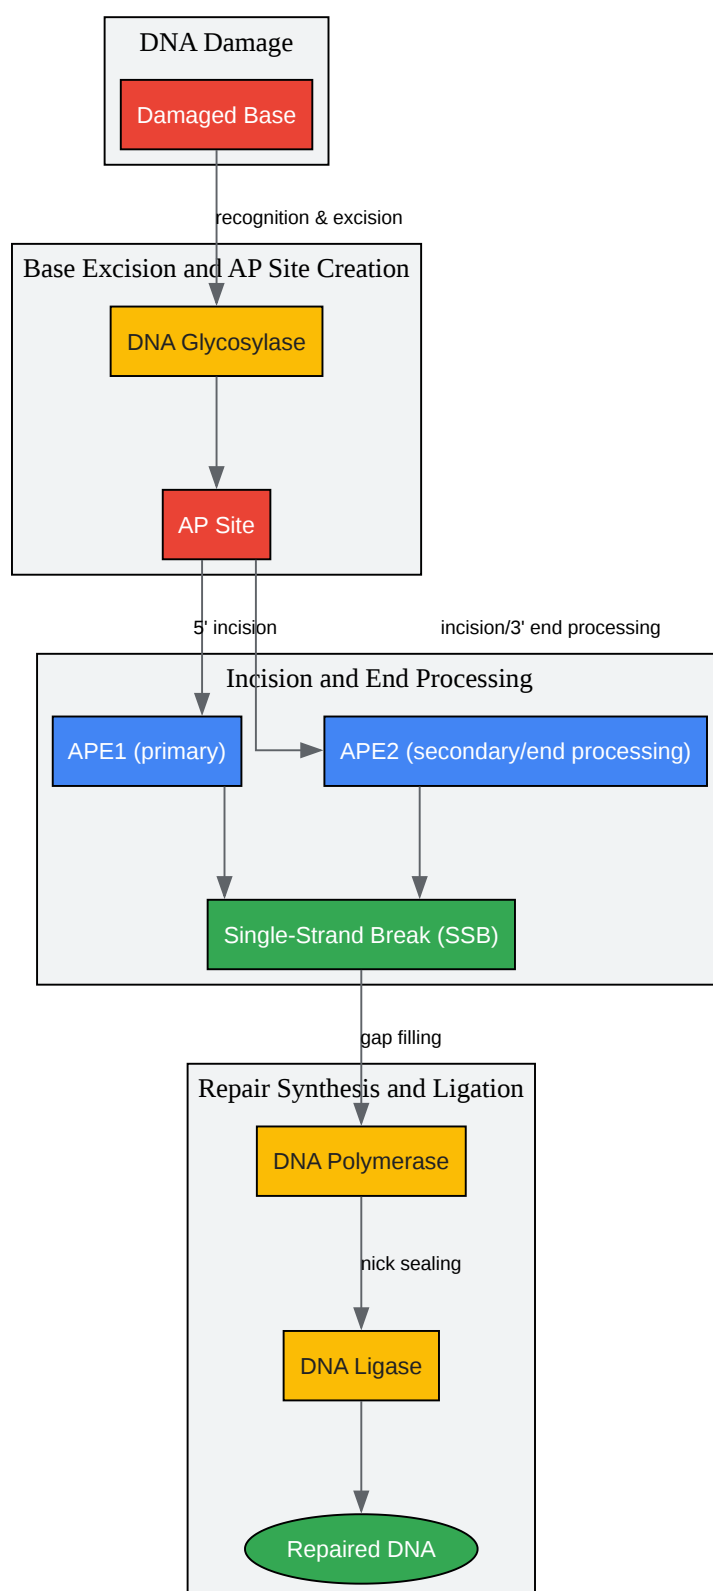 DNA Damage
Damaged Base
recognition & excision
Base Excision and AP Site Creation
DNA Glycosylase
AP Site
5' incision
incision/3' end processing
Incision and End Processing
APE1 (primary)
APE2 (secondary/end processing)
Single-Strand Break (SSB)
gap filling
Repair Synthesis and Ligation
DNA Polymerase
nick sealing
DNA Ligase
Repaired DNA